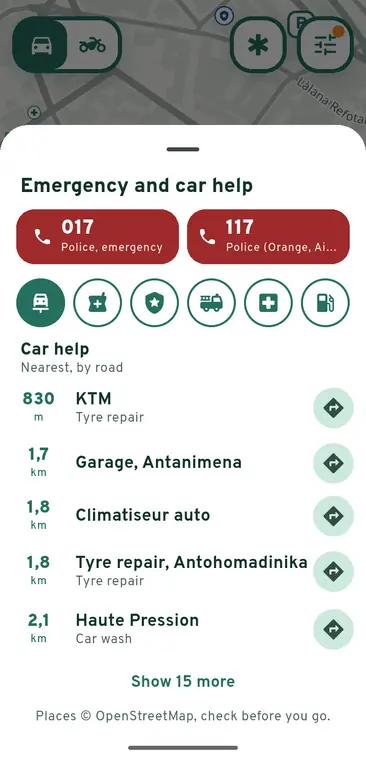 P
Làlana Refota
Emergency and car help
017
Police, emergency
117
Police (Orange, Ai...
Car help
Nearest, by road
830
m
KTM
Tyre repair
1,7
km
Garage, Antanimena
1,8
km
Climatiseur auto
1,8
km
Tyre repair, Antohomadinika
Tyre repair
2,1
km
Haute Pression
Car wash
Show 15 more
Places © OpenStreetMap, check before you go.